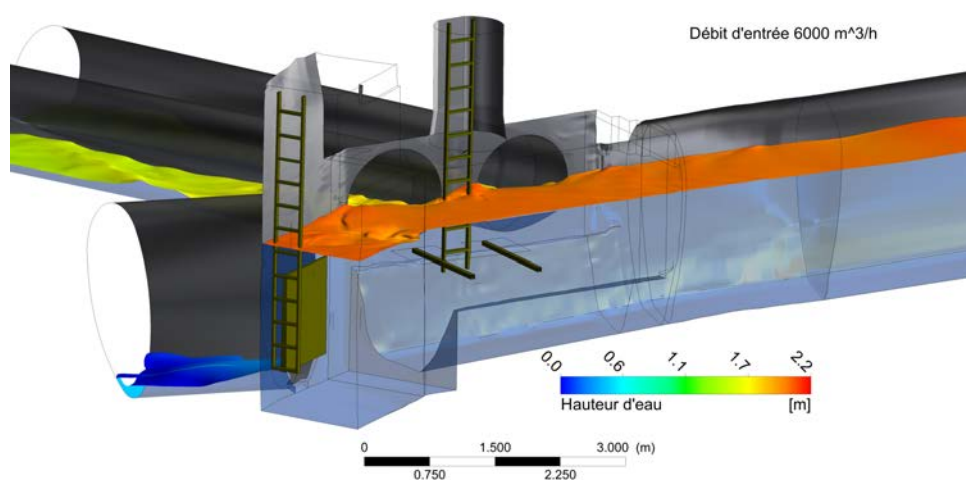 Débit d'entrée 6000 m^3/h
0.0 0.6 1.1 1.7 2.2
Hauteur d'eau [m]
0 1.500 3.000 (m)
0.750 2.250